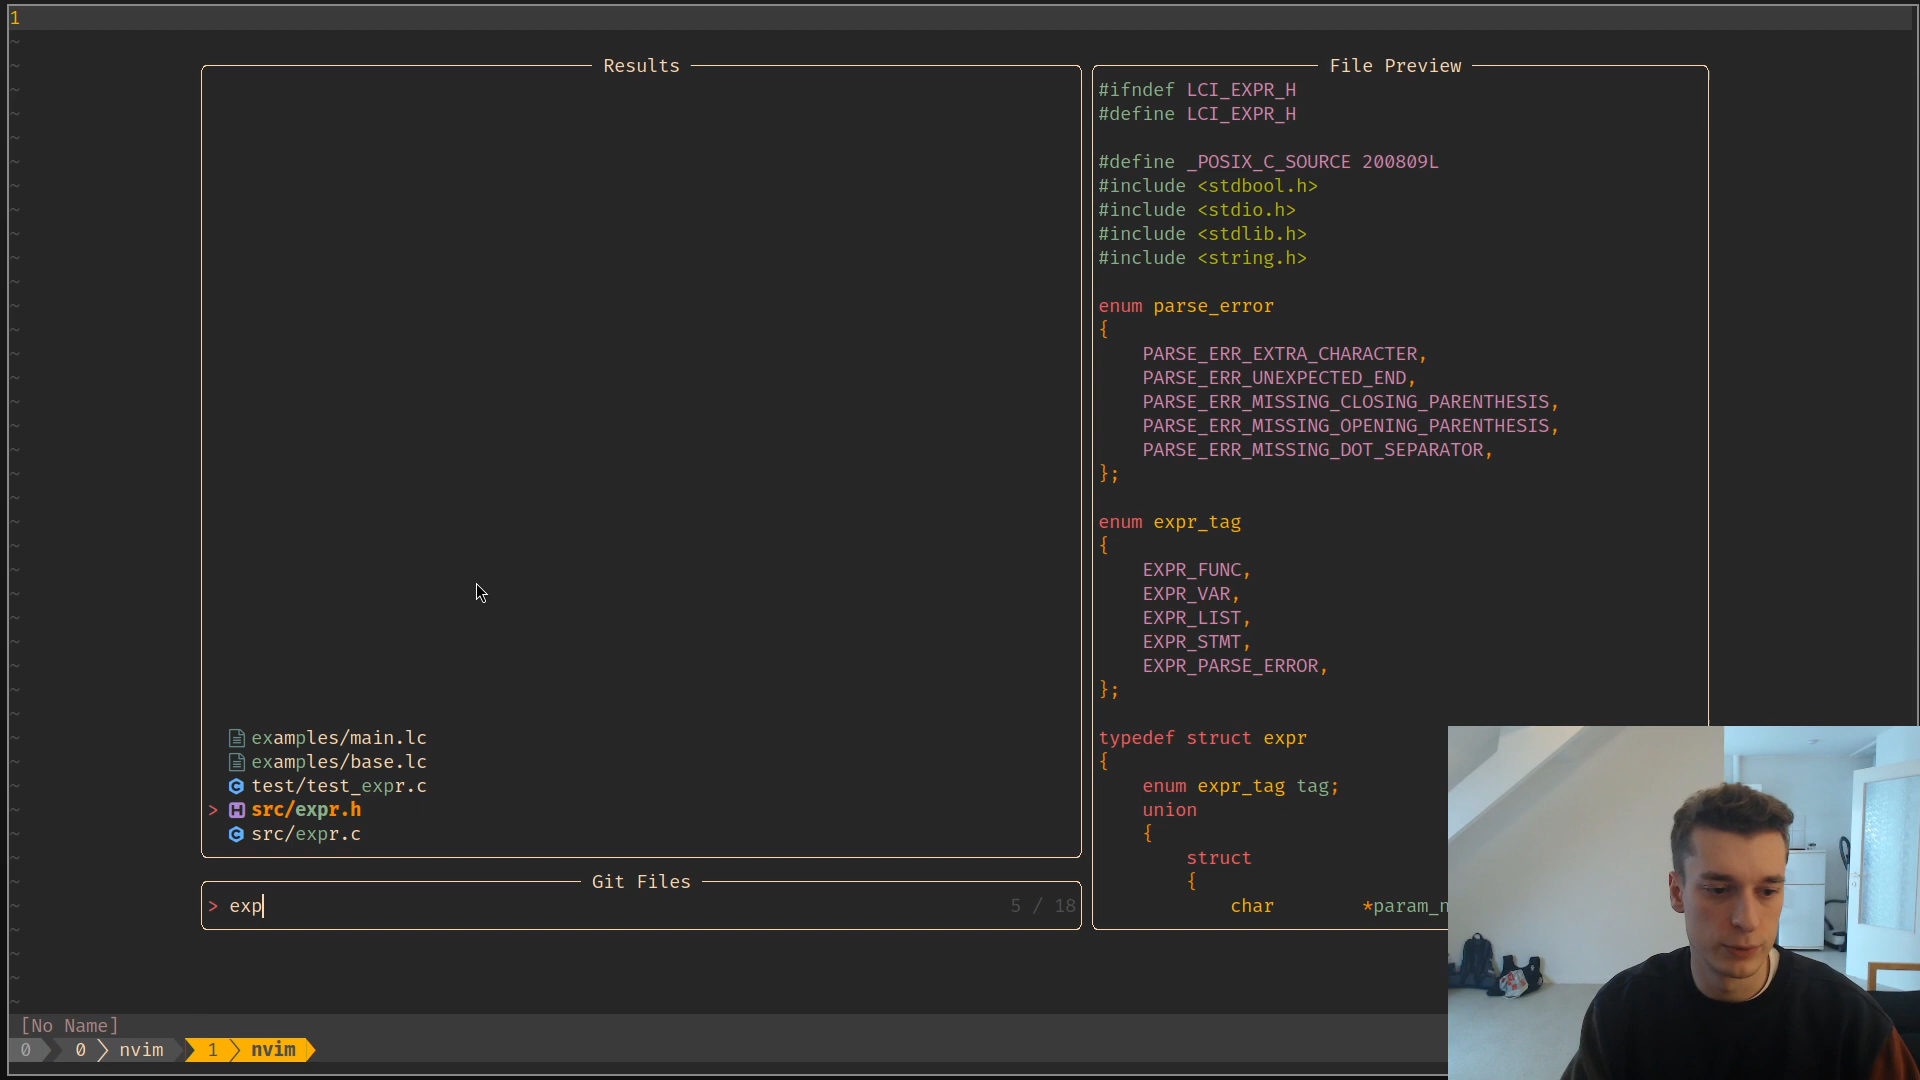 1
Results
examples/main.lc
examples/base.lc
test/test_expr.c
> src/expr.h
src/expr.c
Git Files
> exp 5 / 18
File Preview
#ifndef LCI_EXPR_H
#define LCI_EXPR_H
#define _POSIX_C_SOURCE 200809L
#include <stdbool.h>
#include <stdio.h>
#include <stdlib.h>
#include <string.h>
enum parse_error
{
PARSE_ERR_EXTRA_CHARACTER,
PARSE_ERR_UNEXPECTED_END,
PARSE_ERR_MISSING_CLOSING_PARENTHESIS,
PARSE_ERR_MISSING_OPENING_PARENTHESIS,
PARSE_ERR_MISSING_DOT_SEPARATOR,
};
enum expr_tag
{
EXPR_FUNC,
EXPR_VAR,
EXPR_LIST,
EXPR_STMT,
EXPR_PARSE_ERROR,
};
typedef struct expr
{
enum expr_tag tag;
union
{
struct
{
char *param_n
[No Name]
0 0 nvim 1 nvim